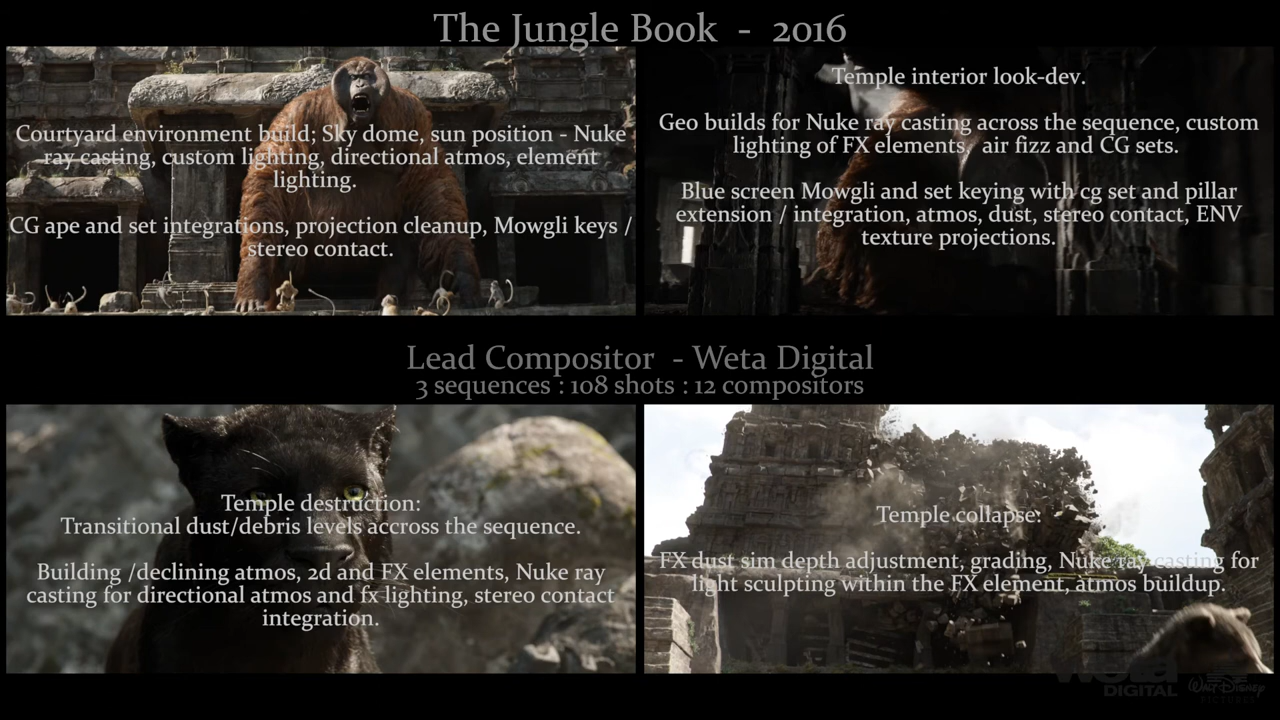 The Jungle Book - 2016
Courtyard environment build; Sky dome, sun position - Nuke
ray casting, custom lighting, directional atmos, element
lighting.
CG ape and set integrations, projection cleanup, Mowgli keys /
stereo contact.
Temple interior look-dev.
Geo builds for Nuke ray casting across the sequence, custom
lighting of FX elements, air fizz and CG sets.
Blue screen Mowgli and set keying with cg set and pillar
extension / integration, atmos, dust, stereo contact, ENV
texture projections.
Lead Compositor - Weta Digital
3 sequences : 108 shots : 12 compositors
Temple destruction:
Transitional dust/debris levels accross the sequence.
Building /declining atmos, 2d and FX elements, Nuke ray
casting for directional atmos and fx lighting, stereo contact
integration.
Temple collapse:
FX dust sim depth adjustment, grading, Nuke ray casting for
light sculpting within the FX element, atmos buildup.
weta
DIGITAL
Walt Disney
PICTURES